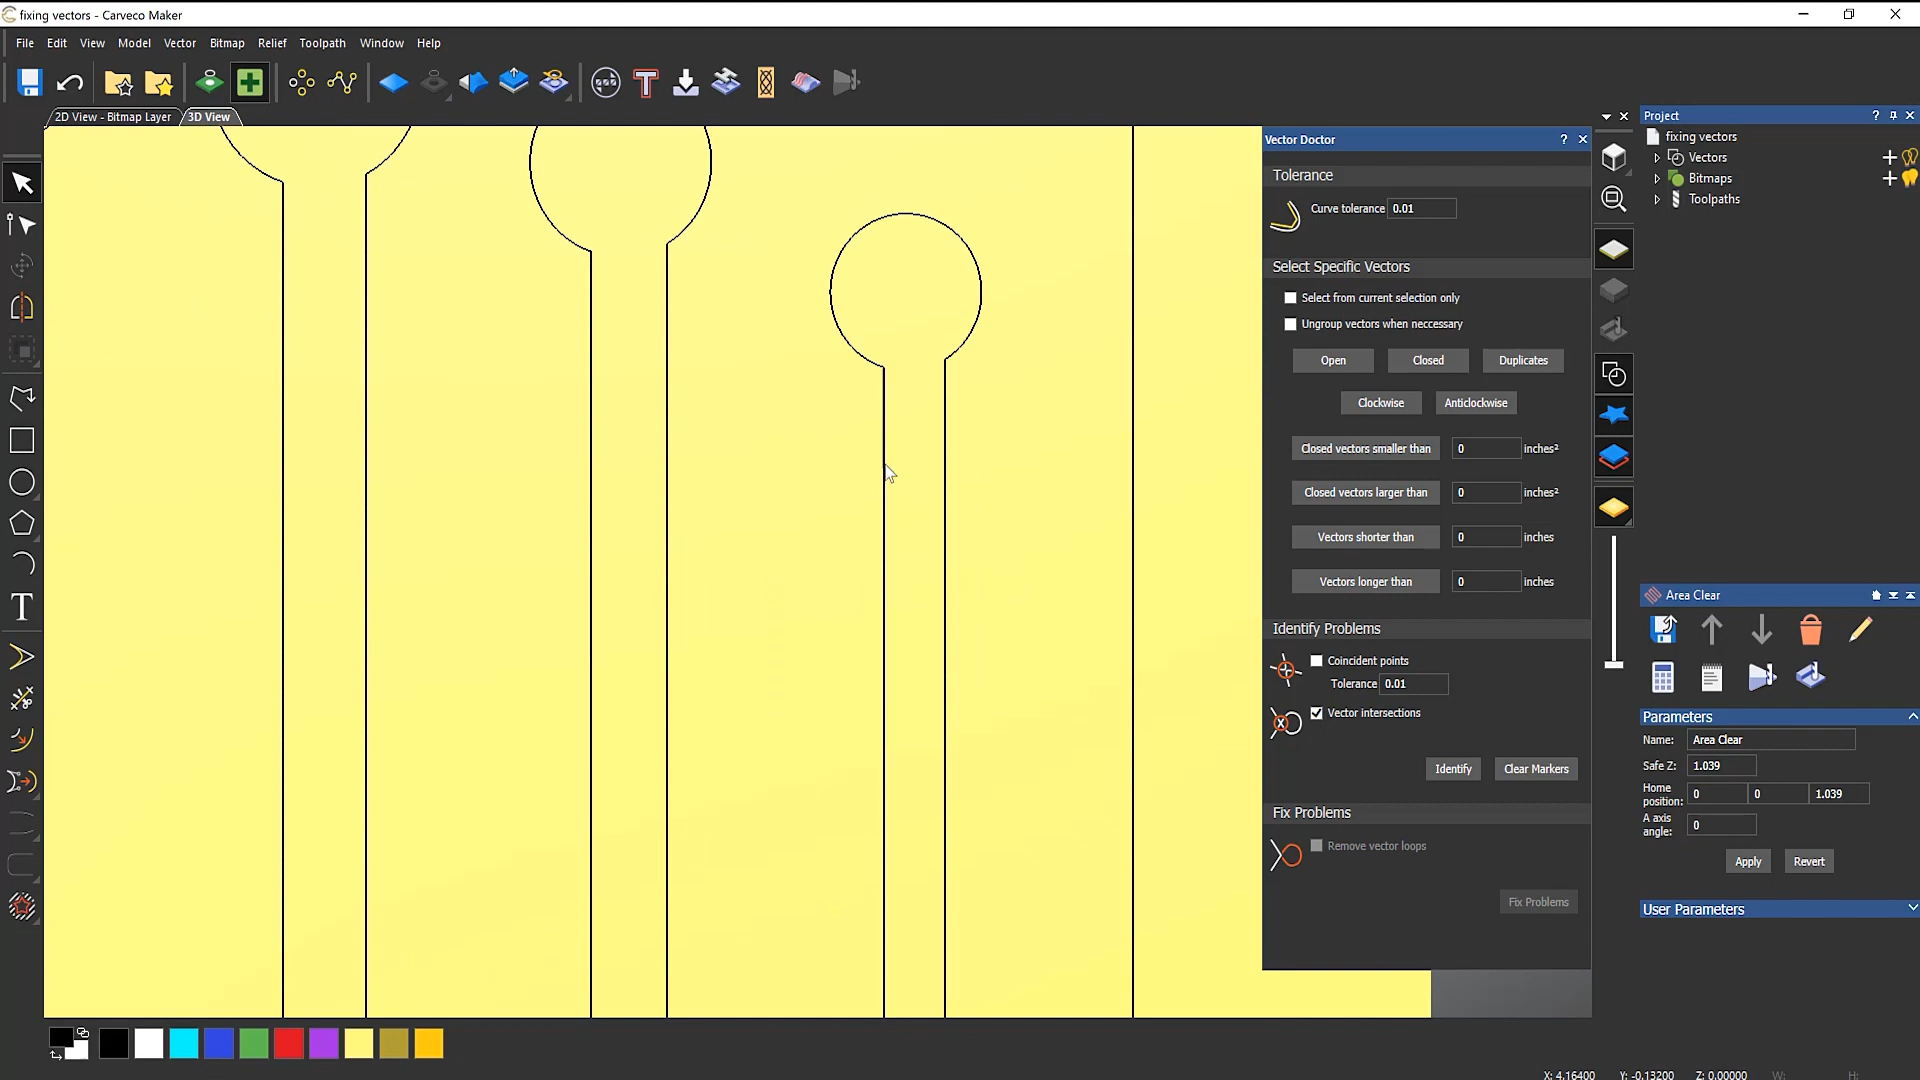 fixing vectors - Carveco Maker
File Edit View Model Vector Bitmap Relief Toolpath Window Help
2D View - Bitmap Layer 3D View
Vector Doctor ?
Tolerance
Curve tolerance 0.01
Select Specific Vectors
Select from current selection only
Ungroup vectors when neccessary
Open Closed Duplicates
Clockwise Anticlockwise
Closed vectors smaller than 0 inches²
Closed vectors larger than 0 inches²
Vectors shorter than 0 inches
Vectors longer than 0 inches
Identify Problems
Coincident points
Tolerance 0.01
Vector intersections
Identify Clear Markers
Fix Problems
Remove vector loops
Fix Problems
Project ?
fixing vectors
Vectors
Bitmaps
Toolpaths
Area Clear
Parameters
Name: Area Clear
Safe Z: 1.039
Home position: 0 0 1.039
A axis angle: 0
Apply Revert
User Parameters
X: 4.16400 Y: -0.13200 Z: 0.00000 W: H: